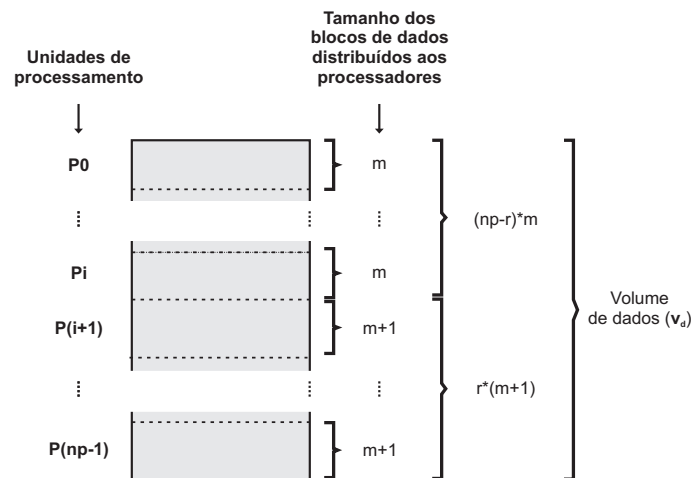 Unidades de
processamento
Tamanho dos
blocos de dados
distribuídos aos
processadores
P0
m
(np-r)*m
Pi
m
Volume
de dados (vd)
P(i+1)
m+1
r*(m+1)
P(np-1)
m+1